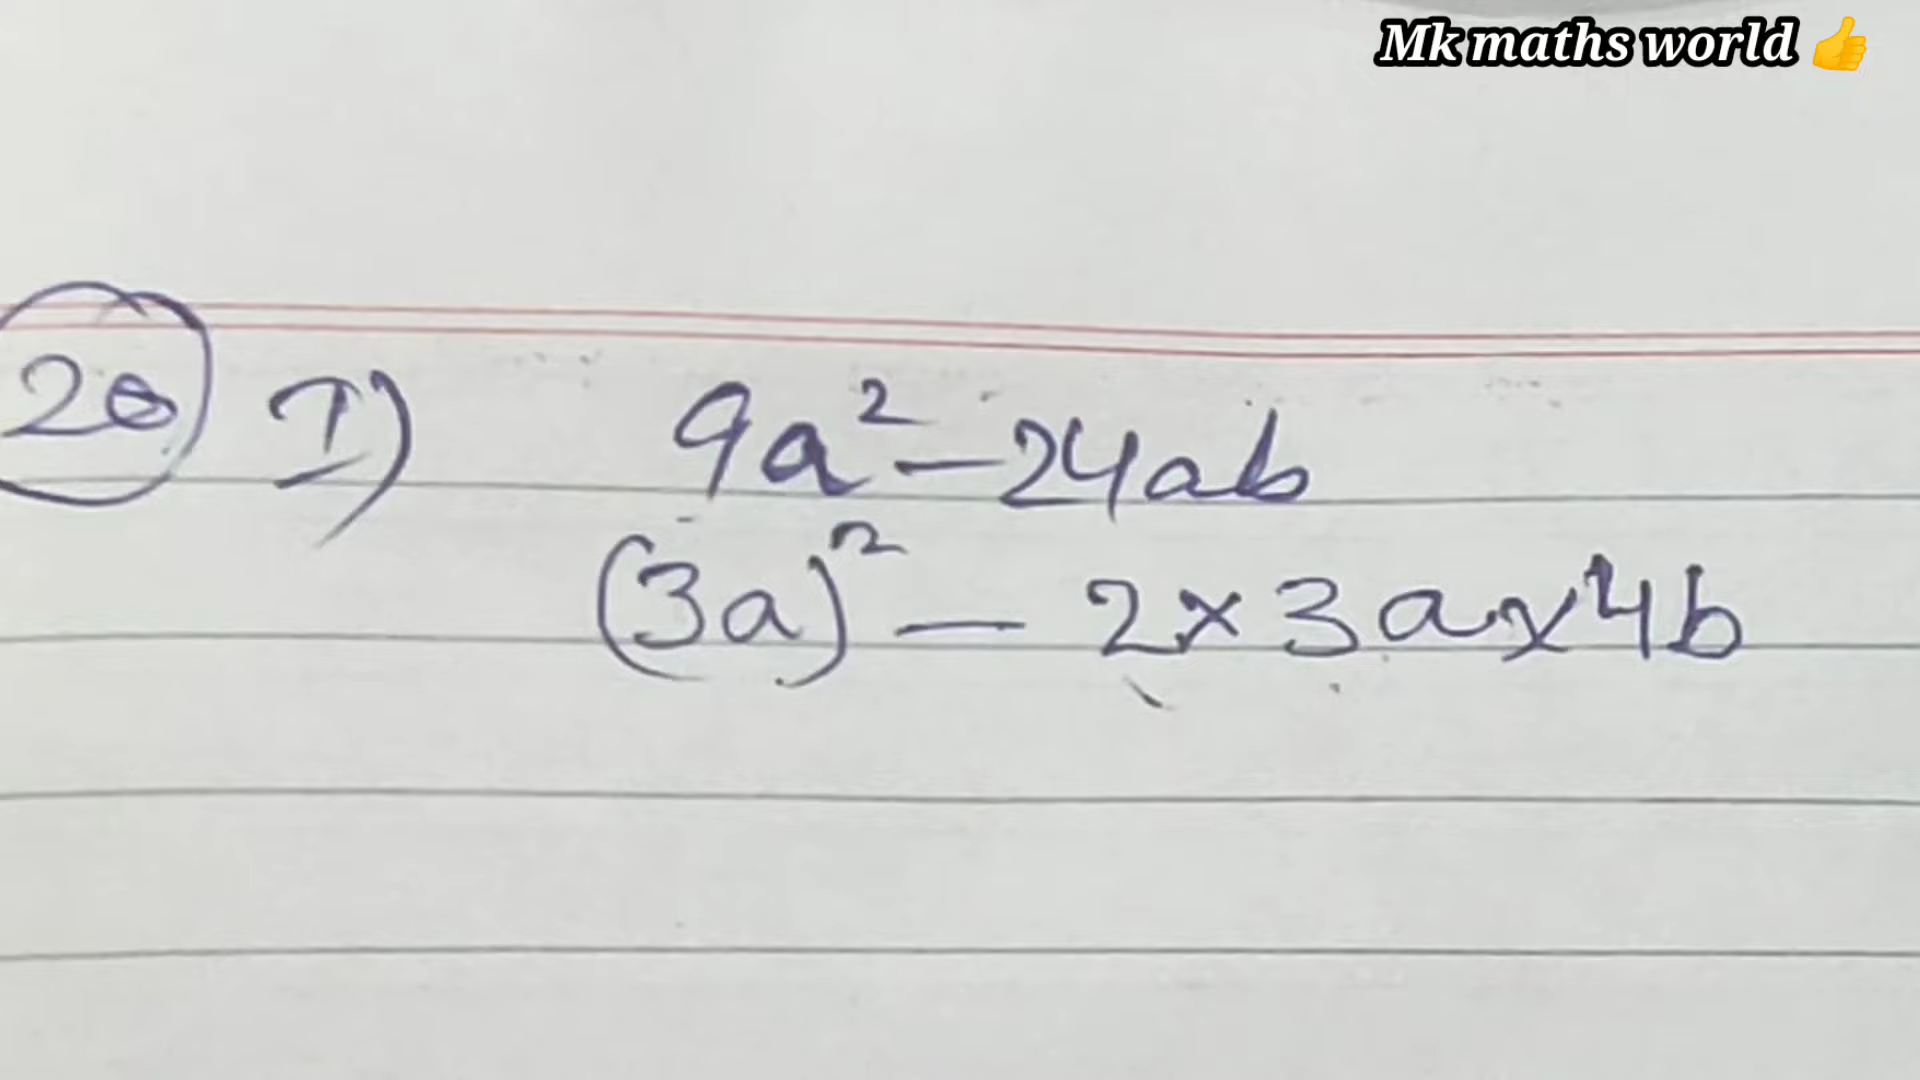 Mk maths world 👍
20 I) 9a² - 24ab
(3a)² - 2 × 3a × 4b